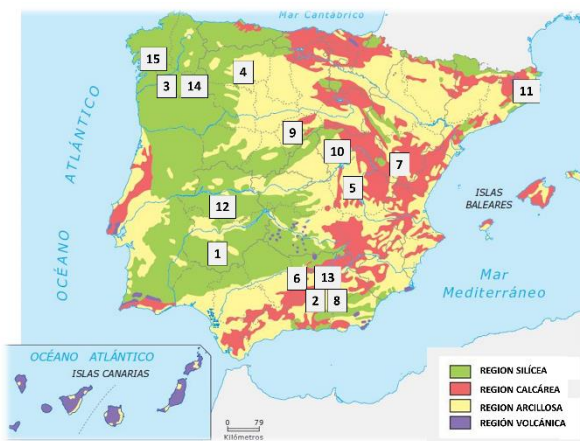 Mar Cantábrico
15
4
3
14
11
9
10
7
OCÉANO ATLÁNTICO
5
ISLAS
BALEARES
12
1
6
13
2
8
Mar
Mediterráneo
OCÉANO ATLÁNTICO
ISLAS CANARIAS
0 79
Kilómetros
REGION SILÍCEA
REGION CALCÁREA
REGION ARCILLOSA
REGIÓN VOLCÁNICA